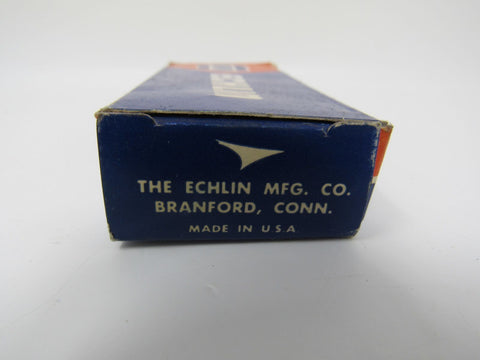 THE ECHLIN MFG. CO.
BRANFORD, CONN.
MADE IN U.S.A